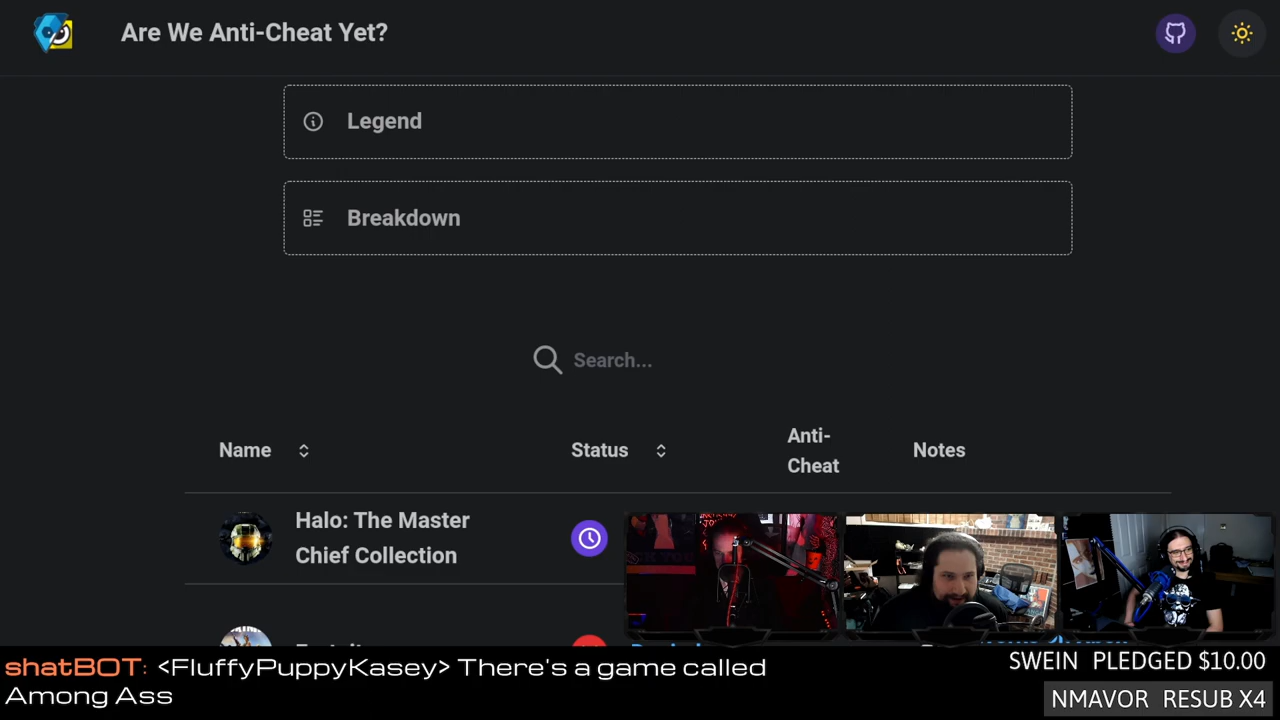 Are We Anti-Cheat Yet?
Legend
Breakdown
Search...
Name
Status
Anti-
Cheat
Notes
Halo: The Master
Chief Collection
shatBOT: <FluffyPuppyKasey> There's a game called
Among Ass
SWEIN PLEDGED $10.00
NMAVOR RESUB X4